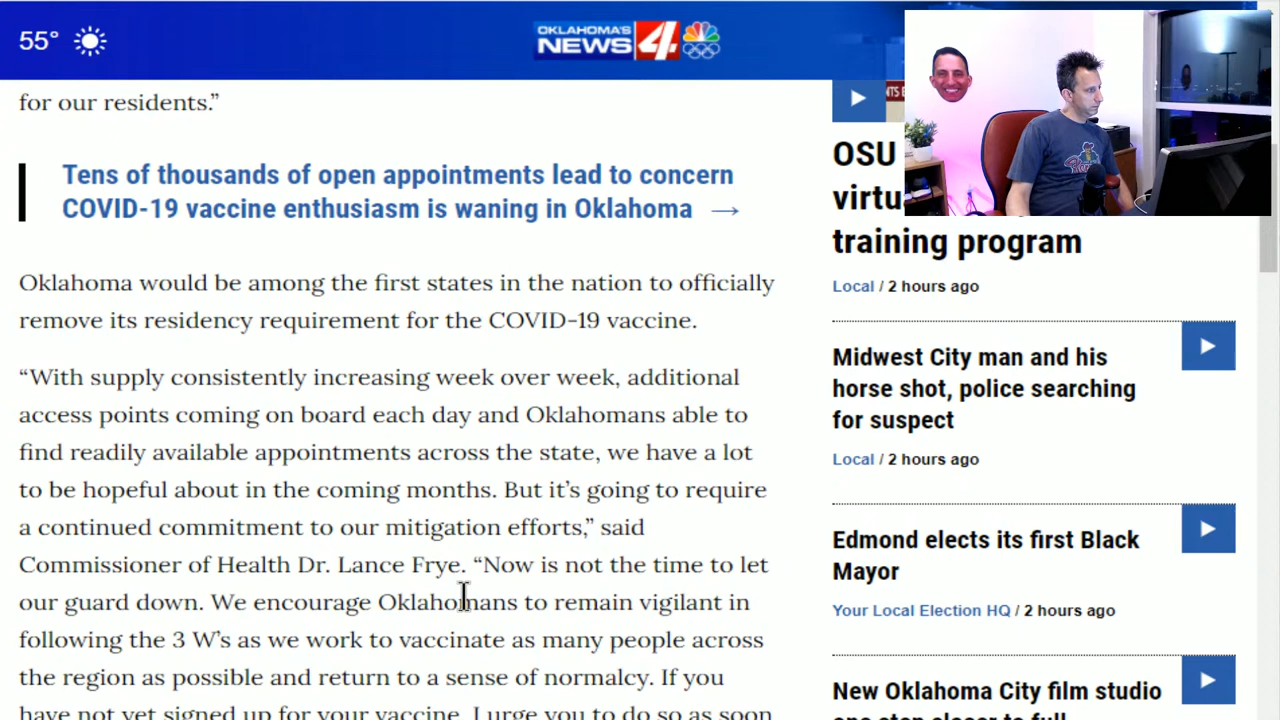 55°
OKLAHOMA'S
NEWS 4
for our residents.”
Tens of thousands of open appointments lead to concern
COVID-19 vaccine enthusiasm is waning in Oklahoma →
Oklahoma would be among the first states in the nation to officially
remove its residency requirement for the COVID-19 vaccine.
“With supply consistently increasing week over week, additional
access points coming on board each day and Oklahomans able to
find readily available appointments across the state, we have a lot
to be hopeful about in the coming months. But it’s going to require
a continued commitment to our mitigation efforts,” said
Commissioner of Health Dr. Lance Frye. “Now is not the time to let
our guard down. We encourage Oklahomans to remain vigilant in
following the 3 W’s as we work to vaccinate as many people across
the region as possible and return to a sense of normalcy. If you
have not yet signed up for your vaccine, I urge you to do so as soon
OSU
training program
Local / 2 hours ago
Midwest City man and his
horse shot, police searching
for suspect
Local / 2 hours ago
Edmond elects its first Black
Mayor
Your Local Election HQ / 2 hours ago
New Oklahoma City film studio
one step closer to full